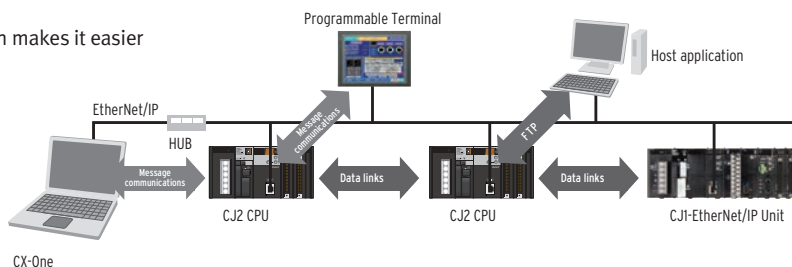 Programmable Terminal
makes it easier
Host application
EtherNet/IP
HUB
Message
communications
Message
communications
FTP
Data links
Data links
CJ2 CPU
CJ2 CPU
CJ1-EtherNet/IP Unit
CX-One